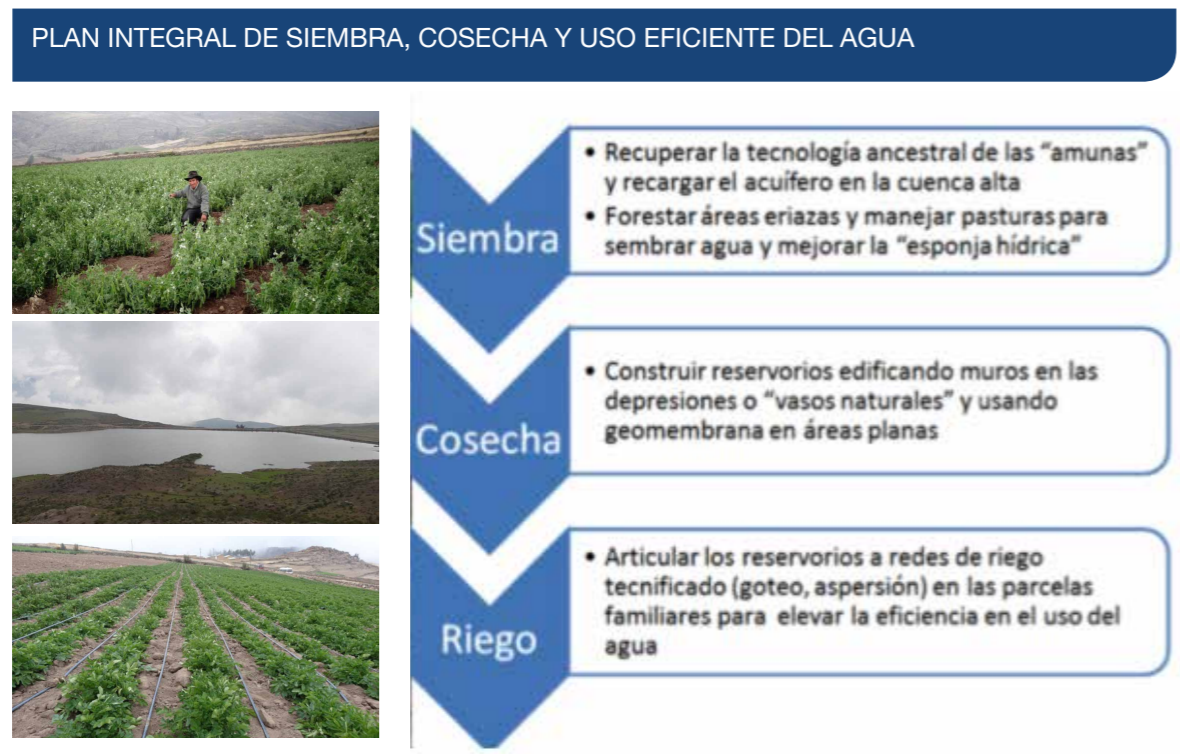 PLAN INTEGRAL DE SIEMBRA, COSECHA Y USO EFICIENTE DEL AGUA
Siembra
• Recuperar la tecnología ancestral de las “amunas”
y recargar el acuífero en la cuenca alta
• Forestar áreas eriazas y manejar pasturas para
sembrar agua y mejorar la “esponja hídrica”
Cosecha
• Construir reservorios edificando muros en las
depresiones o “vasos naturales” y usando
geomembrana en áreas planas
Riego
• Articular los reservorios a redes de riego
tecnificado (goteo, aspersión) en las parcelas
familiares para elevar la eficiencia en el uso del
agua